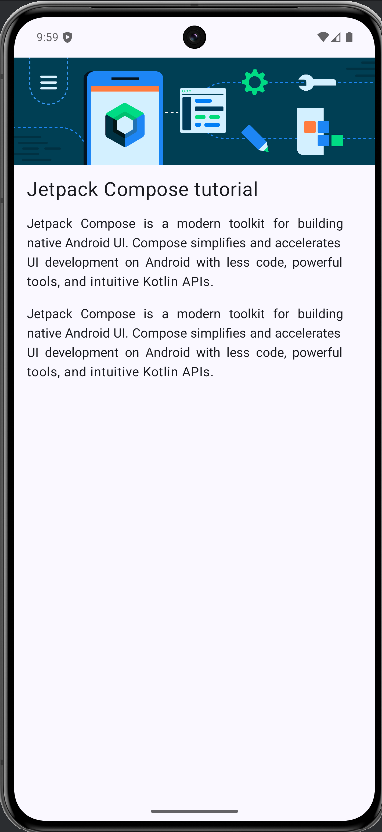 9:59
Jetpack Compose tutorial
Jetpack Compose is a modern toolkit for building
native Android UI. Compose simplifies and accelerates
UI development on Android with less code, powerful
tools, and intuitive Kotlin APIs.
Jetpack Compose is a modern toolkit for building
native Android UI. Compose simplifies and accelerates
UI development on Android with less code, powerful
tools, and intuitive Kotlin APIs.